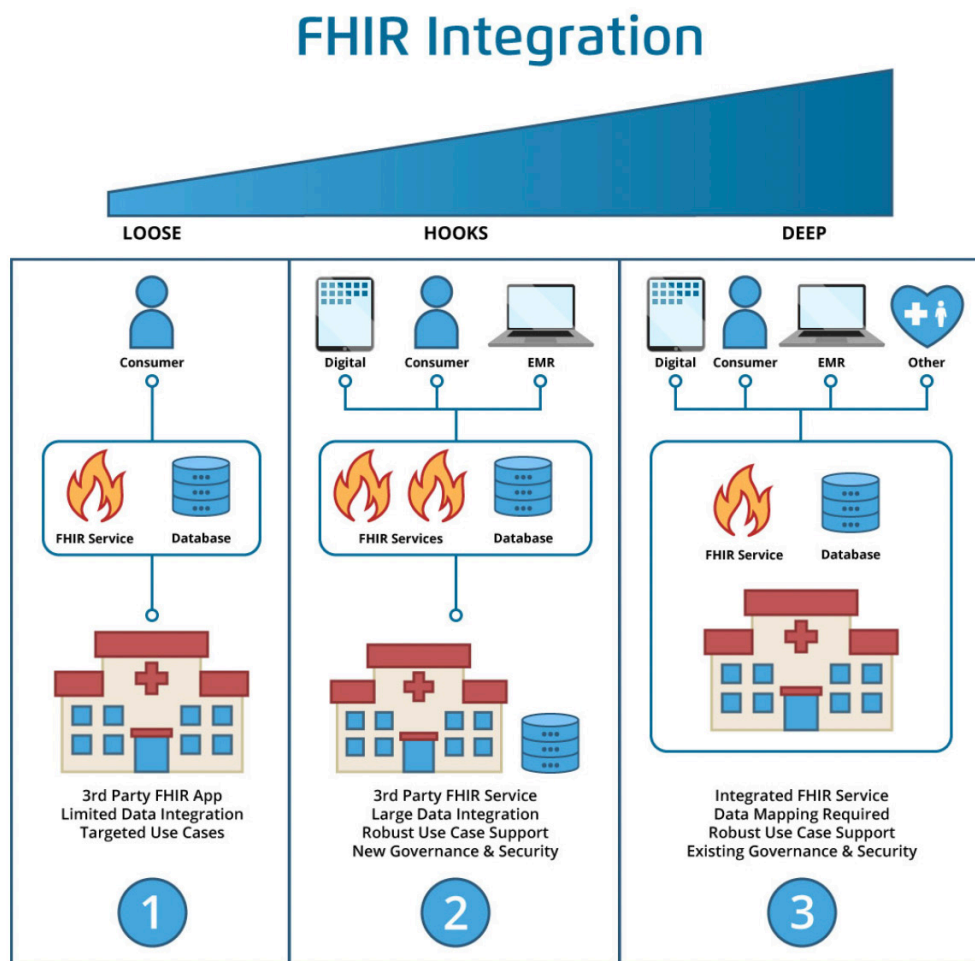 FHIR Integration
LOOSE
HOOKS
DEEP
Consumer
FHIR Service
Database
3rd Party FHIR App
Limited Data Integration
Targeted Use Cases
1
Digital
Consumer
EMR
FHIR Services
Database
3rd Party FHIR Service
Large Data Integration
Robust Use Case Support
New Governance & Security
2
Digital
Consumer
EMR
Other
FHIR Service
Database
Integrated FHIR Service
Data Mapping Required
Robust Use Case Support
Existing Governance & Security
3